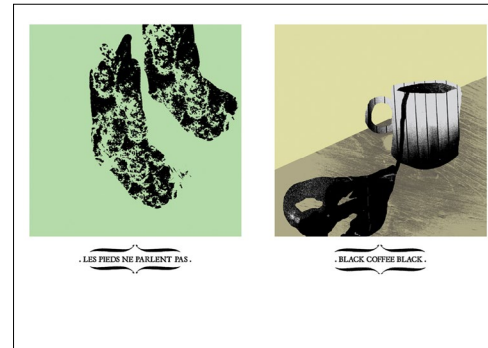 . LES PIEDS NE PARLENT PAS .
. BLACK COFFEE BLACK .